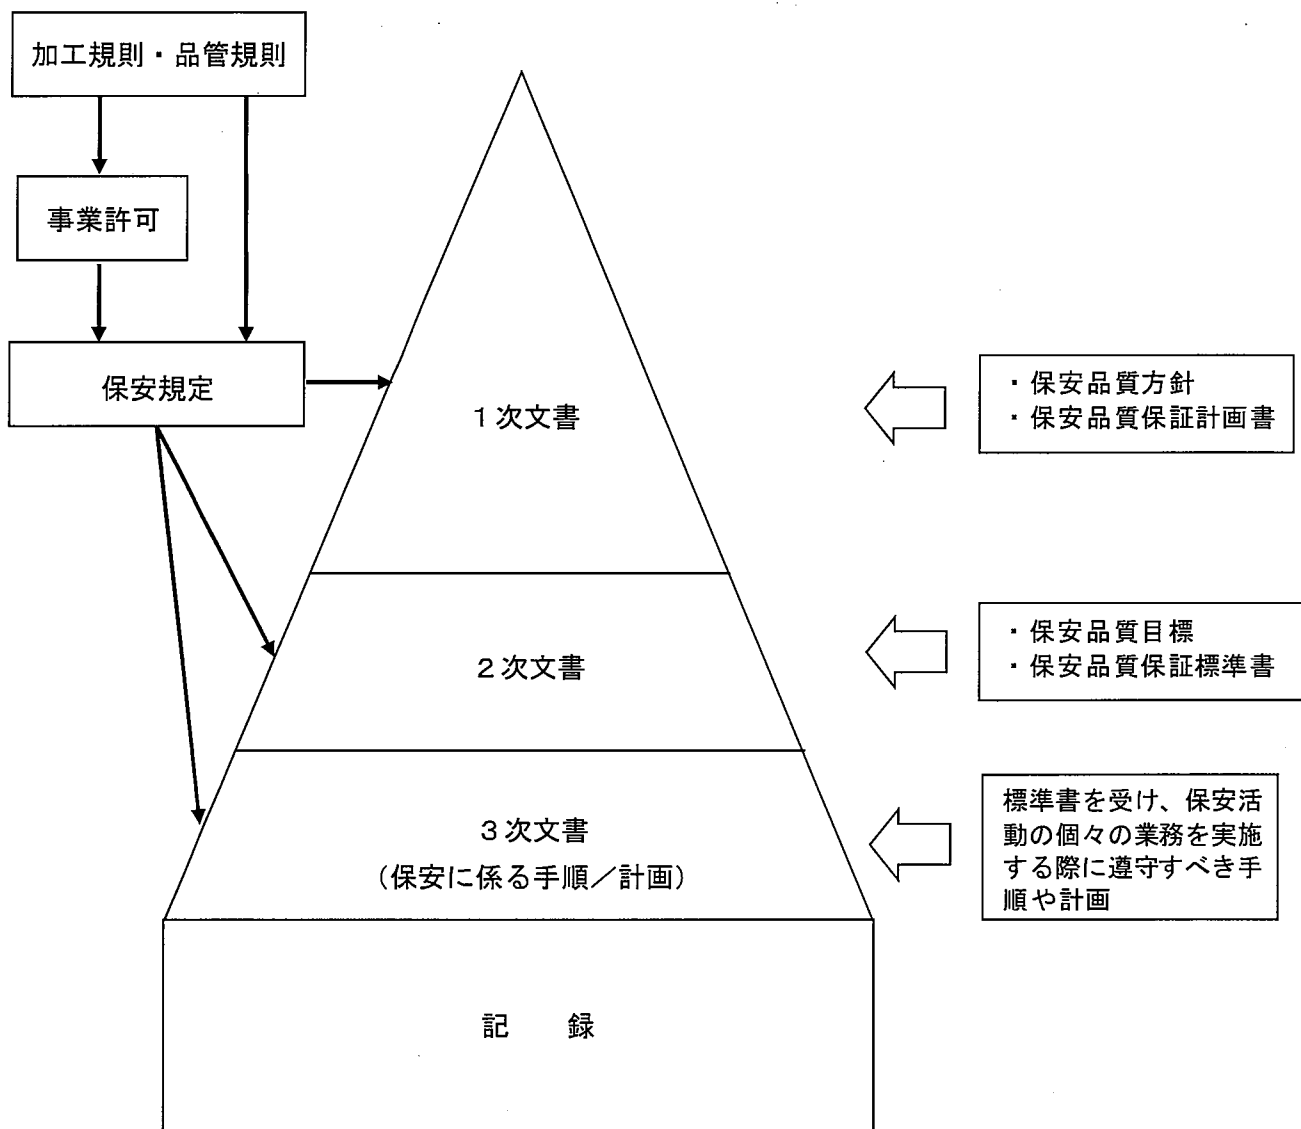 加工規則・品管規則
事業許可
保安規定
１次文書
・保安品質方針
・保安品質保証計画書
２次文書
・保安品質目標
・保安品質保証標準書
３次文書
（保安に係る手順／計画）
標準書を受け、保安活
動の個々の業務を実施
する際に遵守すべき手
順や計画
記　　録